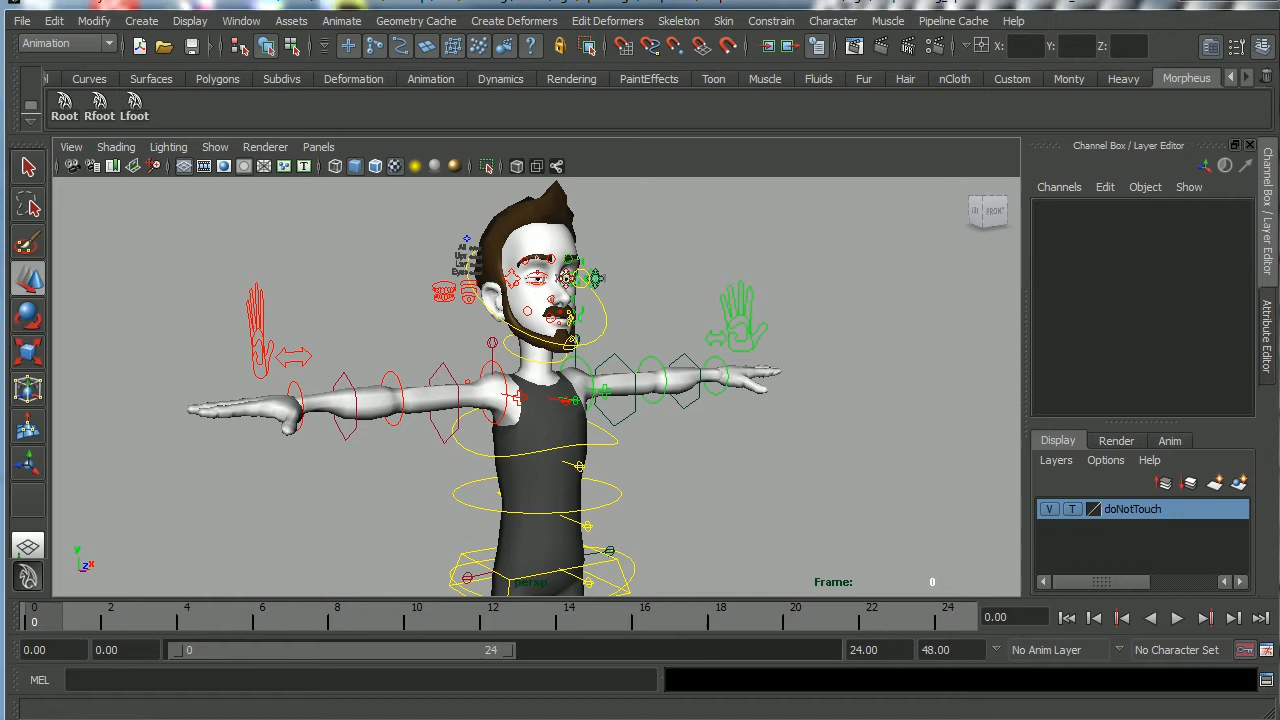 File Edit Modify Create Display Window Assets Animate Geometry Cache Create Deformers Edit Deformers Skeleton Skin Constrain Character Muscle Pipeline Cache Help
Animation X: Y: Z:
Curves Surfaces Polygons Subdivs Deformation Animation Dynamics Rendering PaintEffects Toon Muscle Fluids Fur Hair nCloth Custom Monty Heavy Morpheus
Root Rfoot Lfoot
View Shading Lighting Renderer Show Panels
Channel Box / Layer Editor
Channels Edit Object Show
FRONT
All
Eyes
Channel Box / Layer Editor
Attribute Editor
Display Render Anim
Layers Options Help
V T doNotTouch
y
z x
persp
Frame: 0
0 2 4 6 8 10 12 14 16 18 20 22 24
0
0.00
0.00 0.00 0 24 24.00 48.00 No Anim Layer No Character Set
MEL